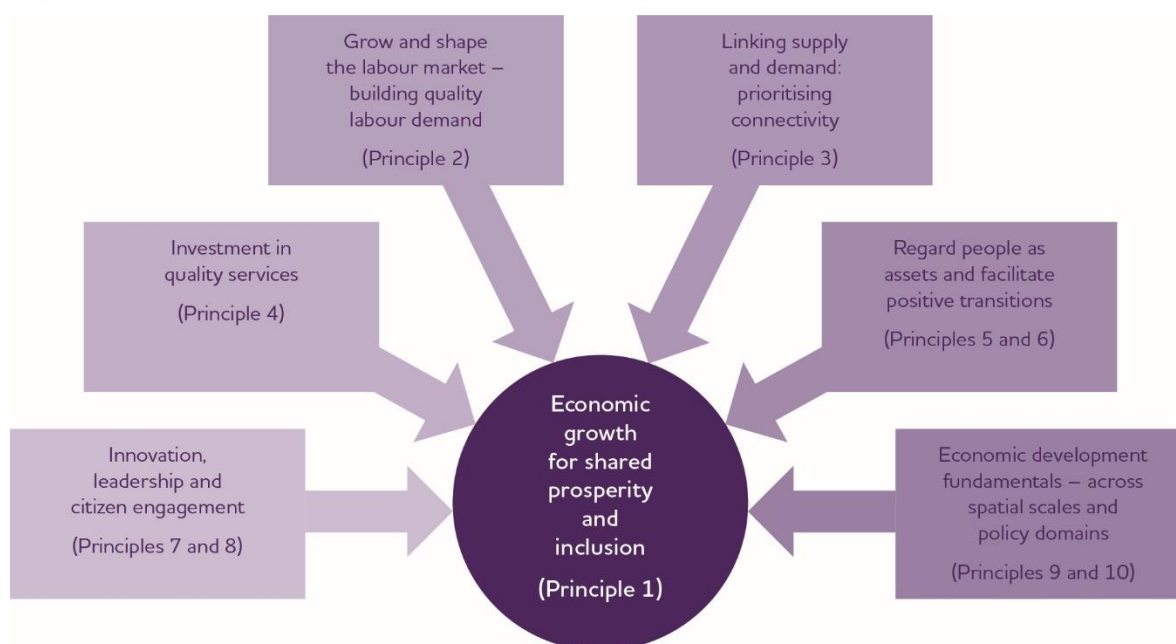 Grow and shape
the labour market –
building quality
labour demand
(Principle 2)
Linking supply
and demand:
prioritising
connectivity
(Principle 3)
Investment in
quality services
(Principle 4)
Regard people as
assets and facilitate
positive transitions
(Principles 5 and 6)
Innovation,
leadership and
citizen engagement
(Principles 7 and 8)
Economic
growth
for shared
prosperity
and
inclusion
(Principle 1)
Economic development
fundamentals – across
spatial scales and
policy domains
(Principles 9 and 10)